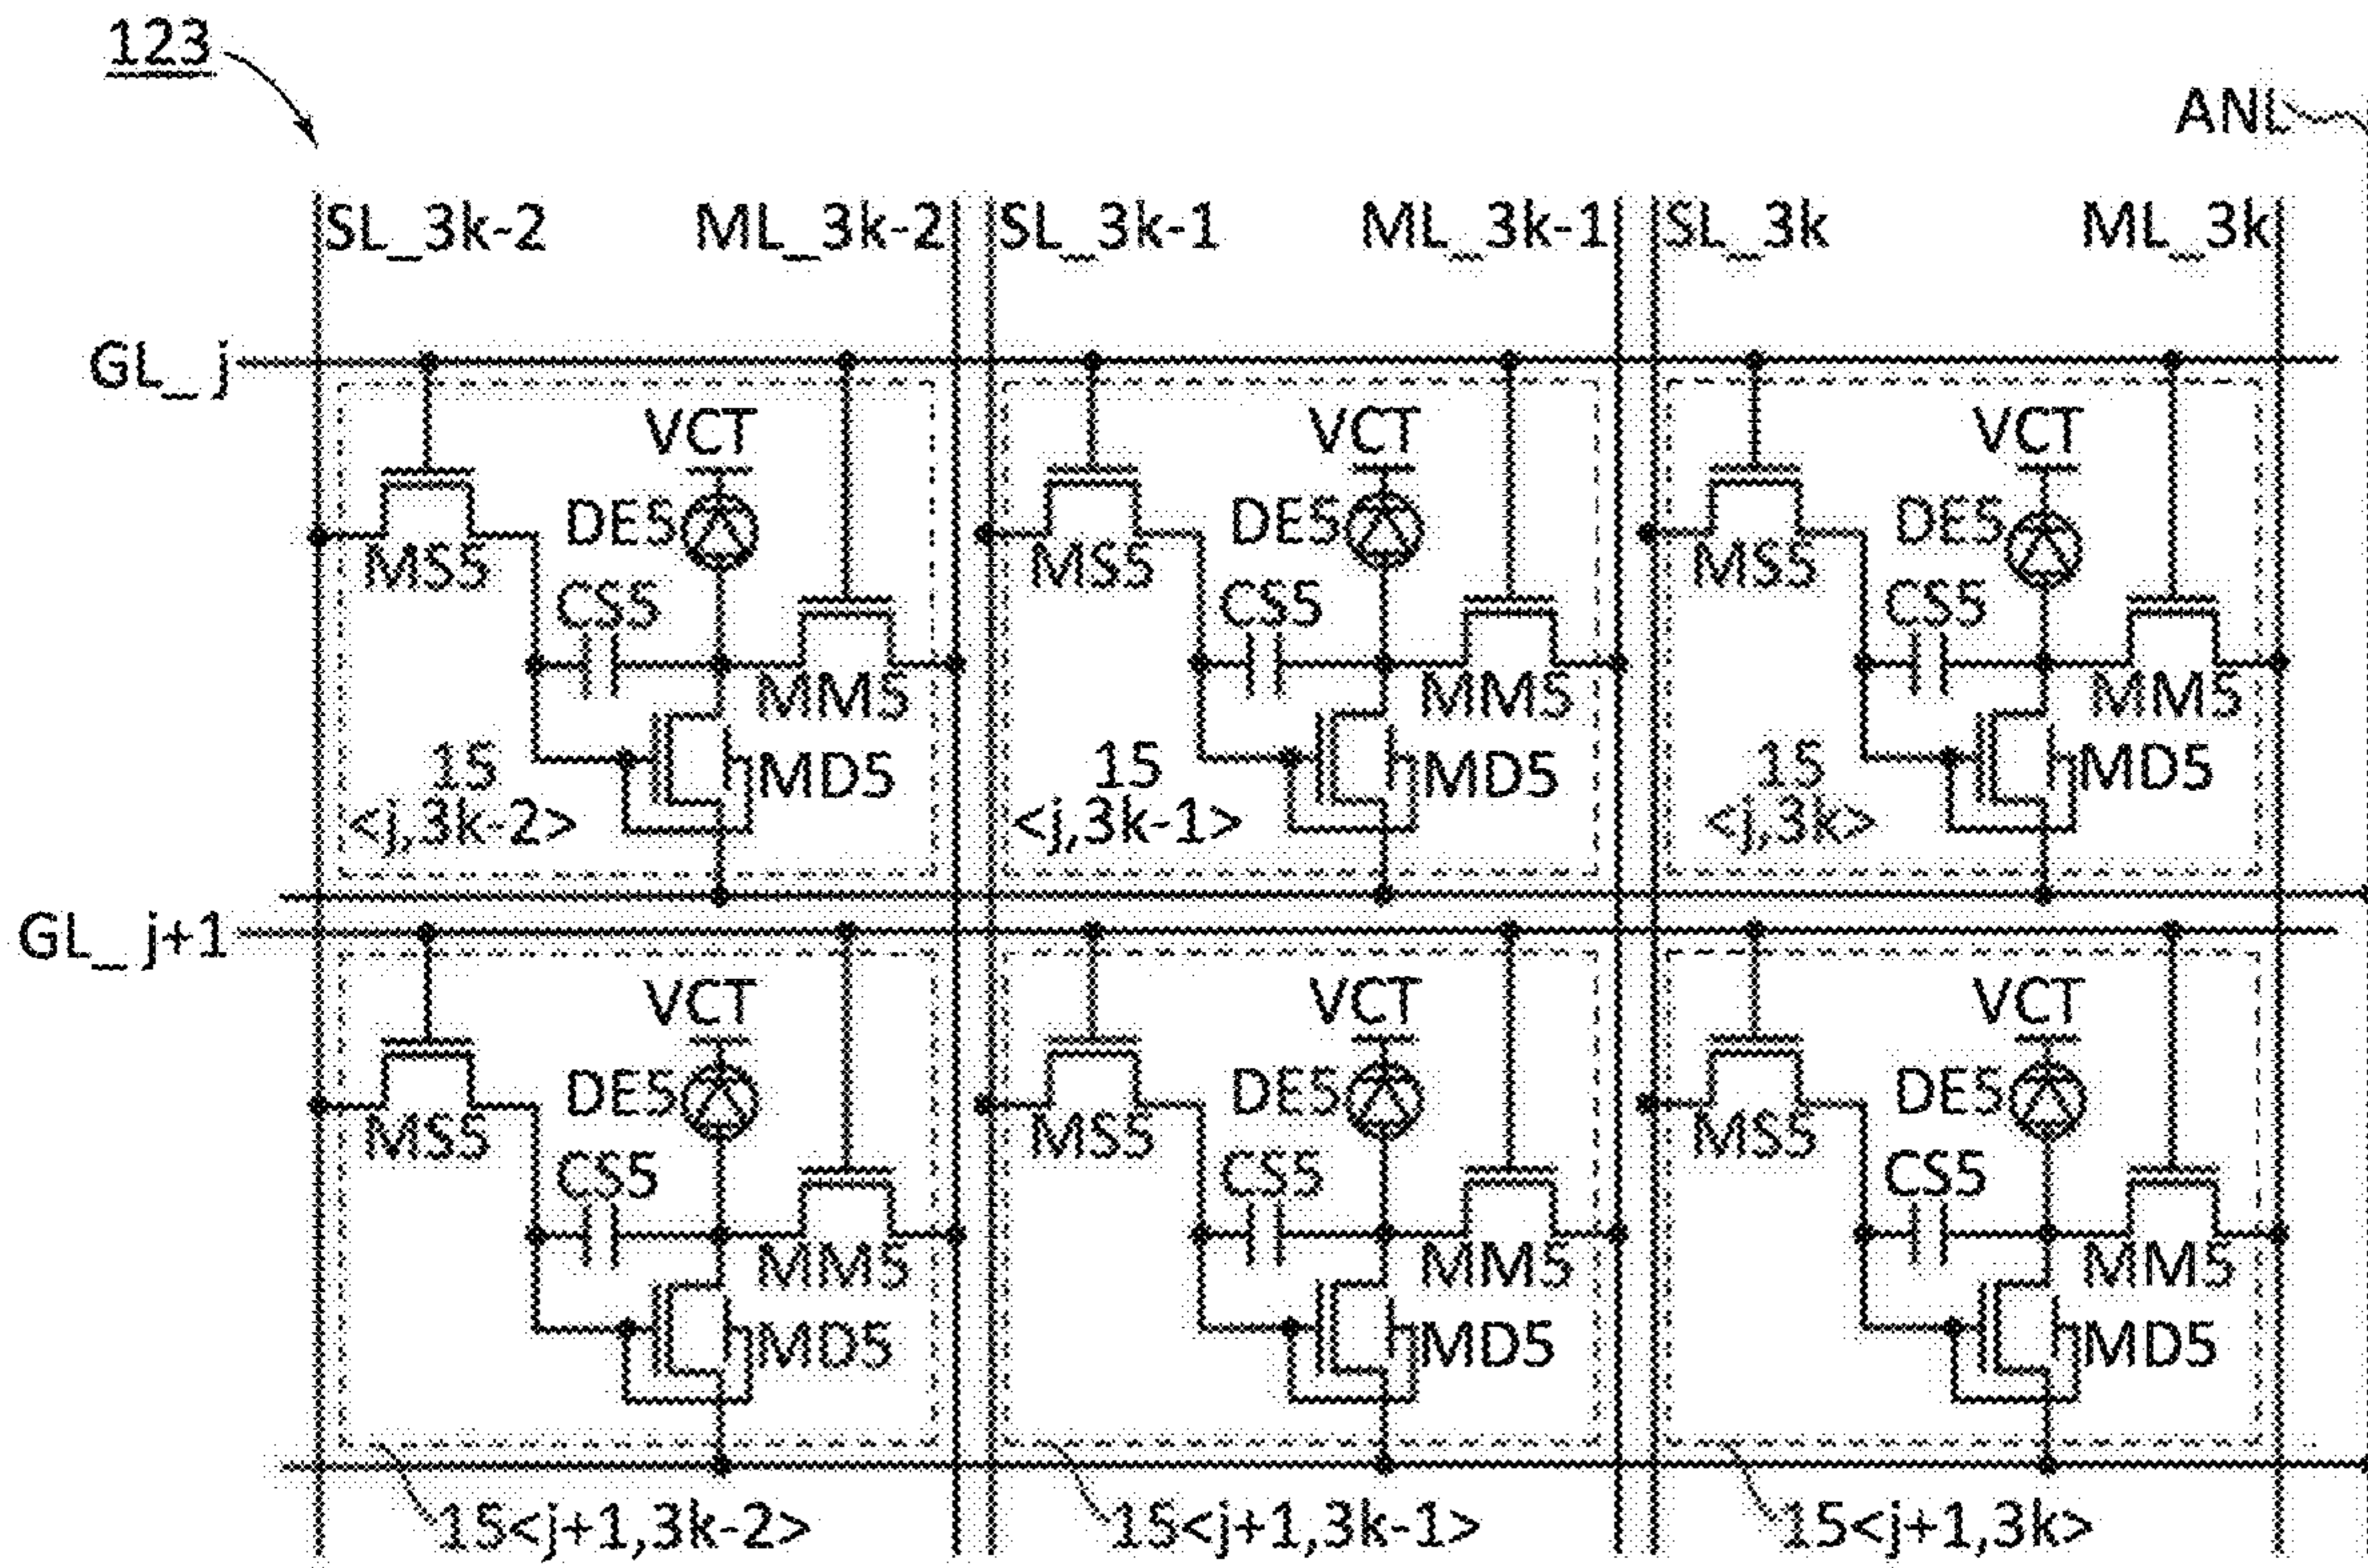 123
ANL
SL_3k-2 ML_3k-2 SL_3k-1 ML_3k-1 SL_3k ML_3k
GL_j
VCT VCT VCT
DE5 DE5 DE5
MS5 MS5 MS5
CS5 CS5 CS5
MM5 MM5 MM5
15 MD5 15 MD5 15 MD5
<j,3k-2> <j,3k-1> <j,3k>
GL_j+1
VCT VCT VCT
DE5 DE5 DE5
MS5 MS5 MS5
CS5 CS5 CS5
MM5 MM5 MM5
MD5 MD5 MD5
15<j+1,3k-2> 15<j+1,3k-1> 15<j+1,3k>